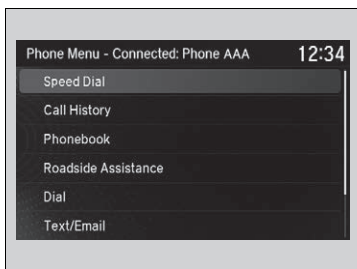 Phone Menu - Connected: Phone AAA 12:34
Speed Dial
Call History
Phonebook
Roadside Assistance
Dial
Text/Email